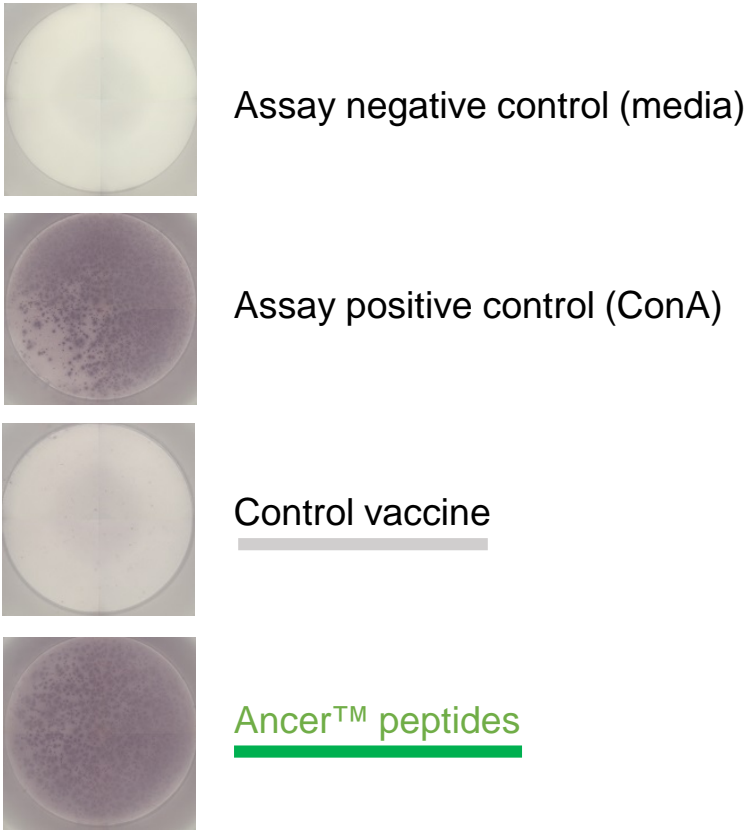 Assay negative control (media)
Assay positive control (ConA)
Control vaccine
Ancer™ peptides